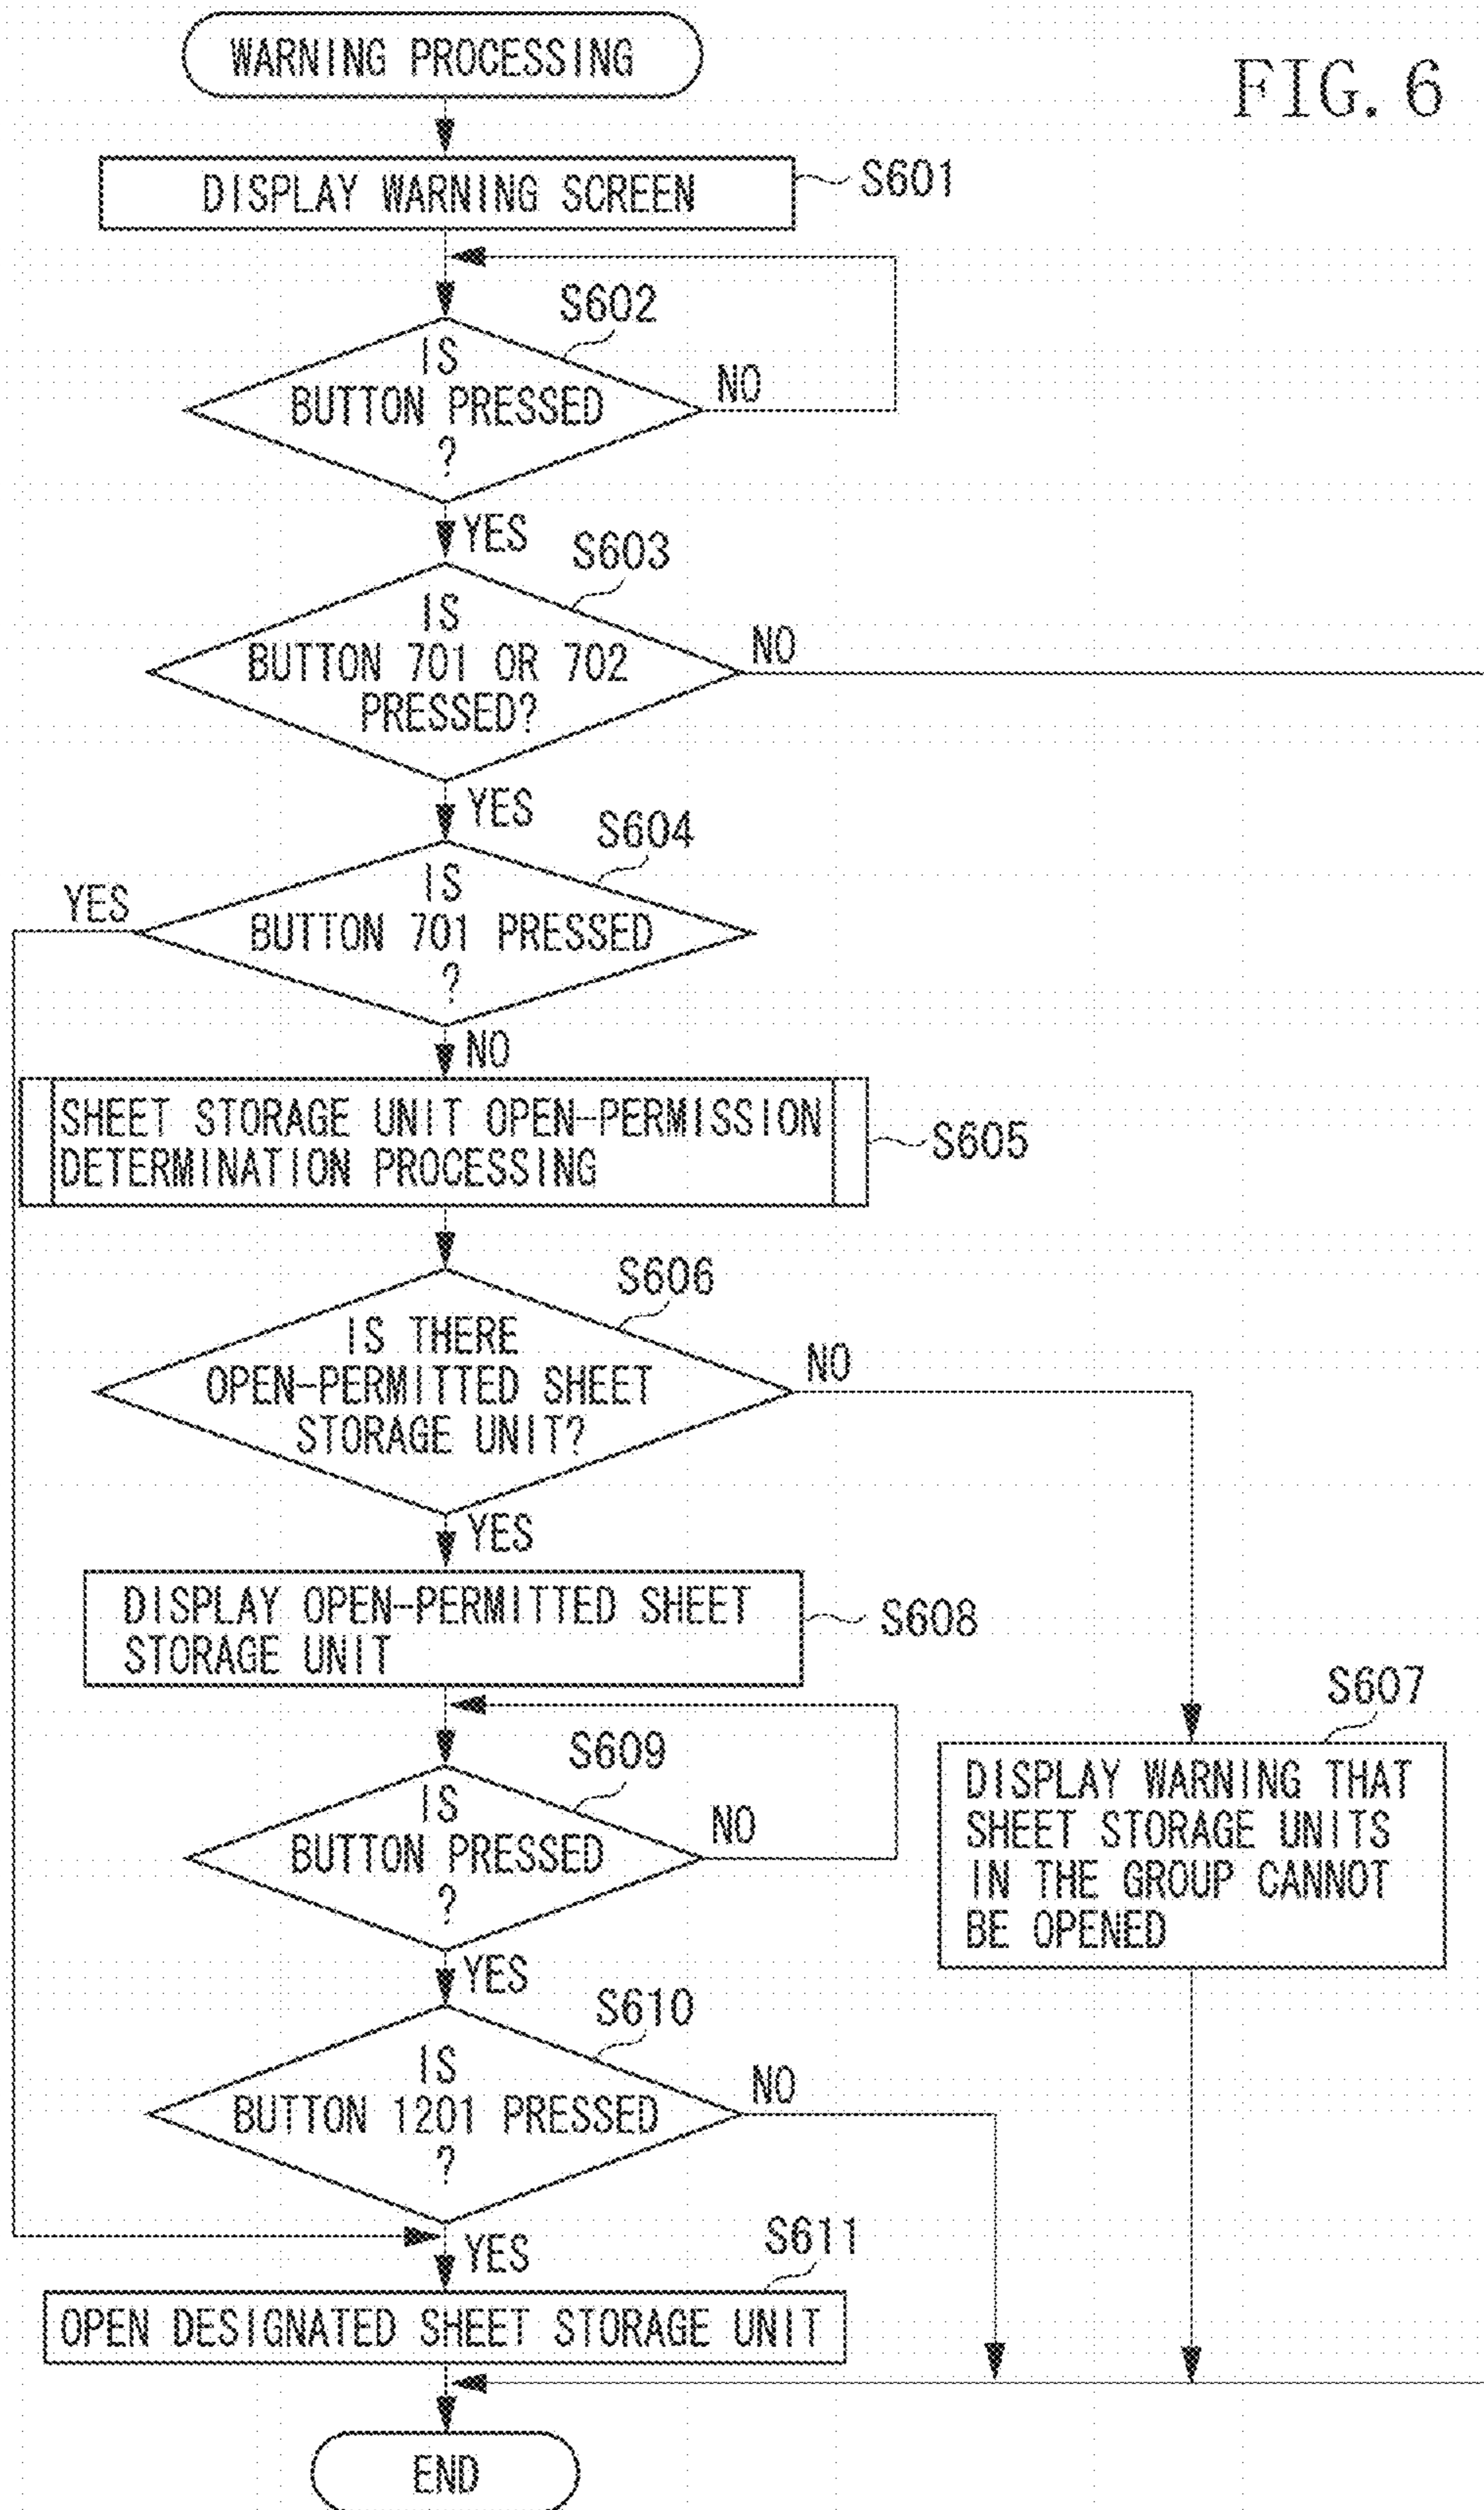 FIG. 6
WARNING PROCESSING
DISPLAY WARNING SCREEN
S601
S602
IS
BUTTON PRESSED
?
NO
YES
S603
IS
BUTTON 701 OR 702
PRESSED?
NO
YES
S604
IS
BUTTON 701 PRESSED
?
YES
NO
SHEET STORAGE UNIT OPEN-PERMISSION
DETERMINATION PROCESSING
S605
S606
IS THERE
OPEN-PERMITTED SHEET
STORAGE UNIT?
NO
YES
DISPLAY OPEN-PERMITTED SHEET
STORAGE UNIT
S608
S607
DISPLAY WARNING THAT
SHEET STORAGE UNITS
IN THE GROUP CANNOT
BE OPENED
S609
IS
BUTTON PRESSED
?
NO
YES
S610
IS
BUTTON 1201 PRESSED
?
NO
YES
S611
OPEN DESIGNATED SHEET STORAGE UNIT
END